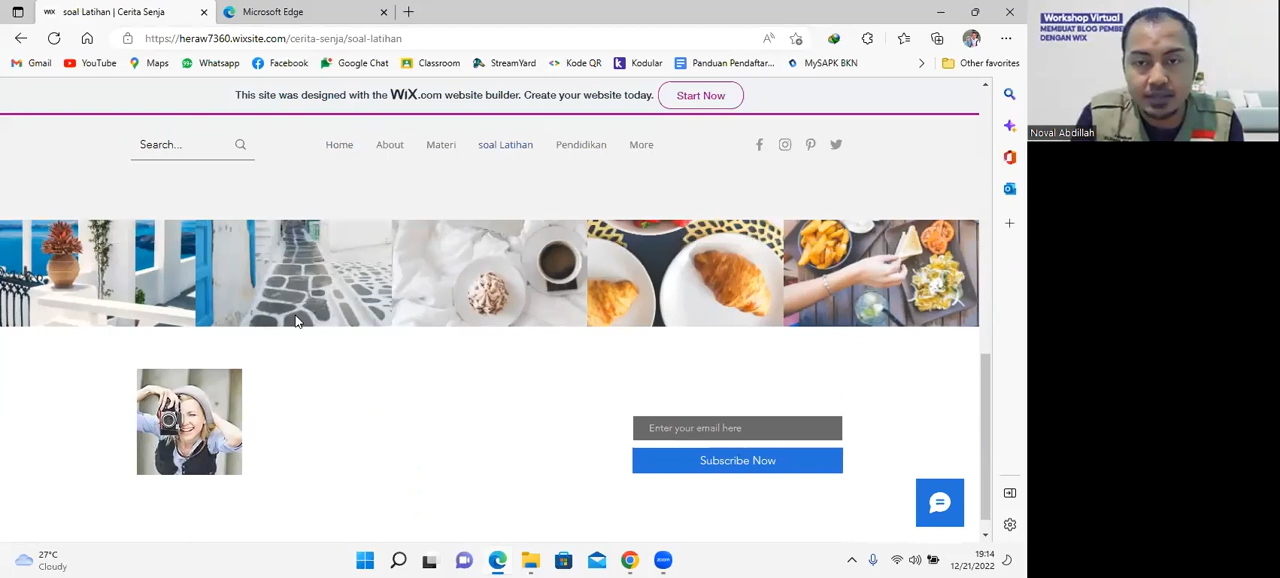 soal Latihan | Cerita Senja
Microsoft Edge
https://heraw7360.wixsite.com/cerita-senja/soal-latihan
Gmail YouTube Maps Whatsapp Facebook Google Chat Classroom StreamYard Kode QR Kodular Panduan Pendaftar... MySAPK BKN Other favorites
This site was designed with the WiX.com website builder. Create your website today. Start Now
Search... Home About Materi soal Latihan Pendidikan More
Enter your email here
Subscribe Now
27°C
Cloudy
19:14
12/21/2022
Workshop Virtual
DENGAN WIX
Noval Abdillah